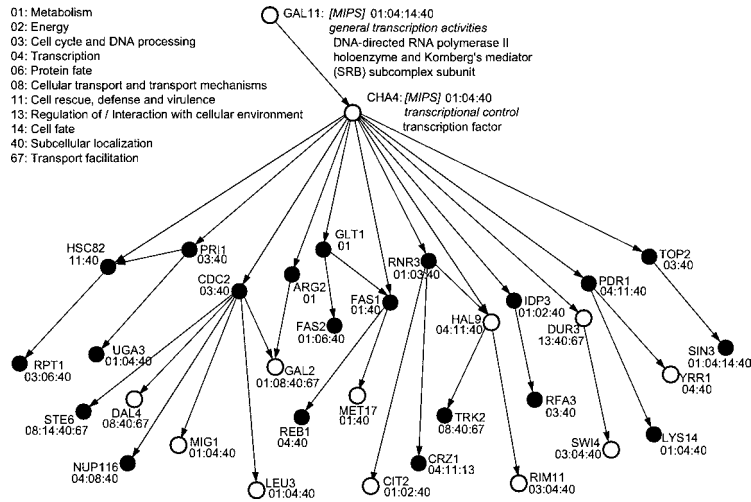 01: Metabolism
02: Energy
03: Cell cycle and DNA processing
04: Transcription
06: Protein fate
08: Cellular transport and transport mechanisms
11: Cell rescue, defense and virulence
13: Regulation of / Interaction with cellular environment
14: Cell fate
40: Subcellular localization
67: Transport facilitation
GAL11: [MIPS] 01:04:14:40
general transcription activities
DNA-directed RNA polymerase II
holoenzyme and Kornberg's mediator
(SRB) subcomplex subunit
CHA4: [MIPS] 01:04:40
transcriptional control
transcription factor
HSC82
11:40
PRI1
03:40
GLT1
01
RNR3
01:03:40
TOP2
03:40
CDC2
03:40
ARG2
01
FAS1
01:40
IDP3
01:02:40
PDR1
04:11:40
FAS2
01:06:40
HAL9
04:11:40
DUR3
13:40:67
RPT1
03:06:40
UGA3
01:04:40
GAL2
01:08:40:67
SIN3
01:04:14:40
YRR1
04:40
STE6
08:14:40:67
DAL4
08:40:67
REB1
04:40
MET17
01:40
TRK2
08:40:67
RFA3
03:40
MIG1
01:04:40
SWI4
03:04:40
LYS14
01:04:40
NUP116
04:08:40
LEU3
01:04:40
CIT2
01:02:40
CRZ1
04:11:13
RIM11
03:04:40